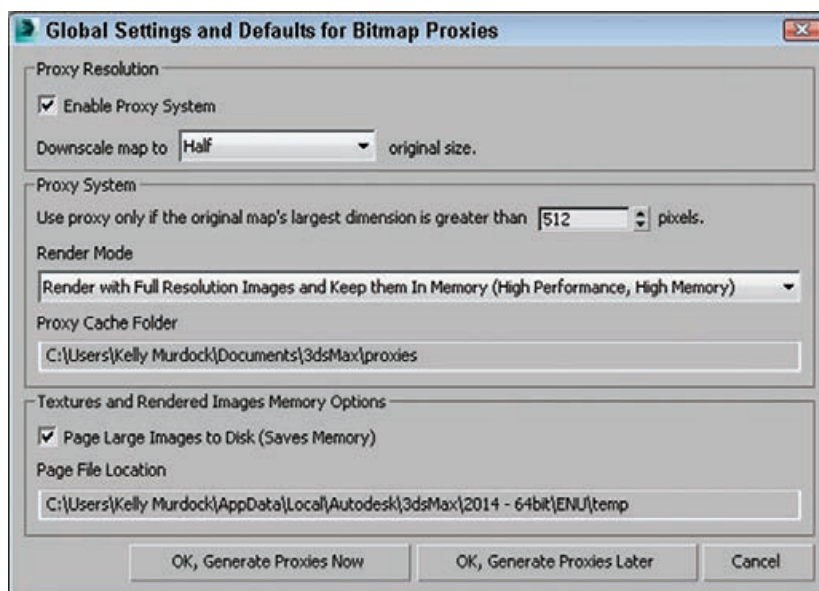 Global Settings and Defaults for Bitmap Proxies
Proxy Resolution
Enable Proxy System
Downscale map to Half original size.
Proxy System
Use proxy only if the original map's largest dimension is greater than 512 pixels.
Render Mode
Render with Full Resolution Images and Keep them In Memory (High Performance, High Memory)
Proxy Cache Folder
C:\Users\Kelly Murdock\Documents\3dsMax\proxies
Textures and Rendered Images Memory Options
Page Large Images to Disk (Saves Memory)
Page File Location
C:\Users\Kelly Murdock\AppData\Local\Autodesk\3dsMax\2014 - 64bit\ENU\temp
OK, Generate Proxies Now OK, Generate Proxies Later Cancel